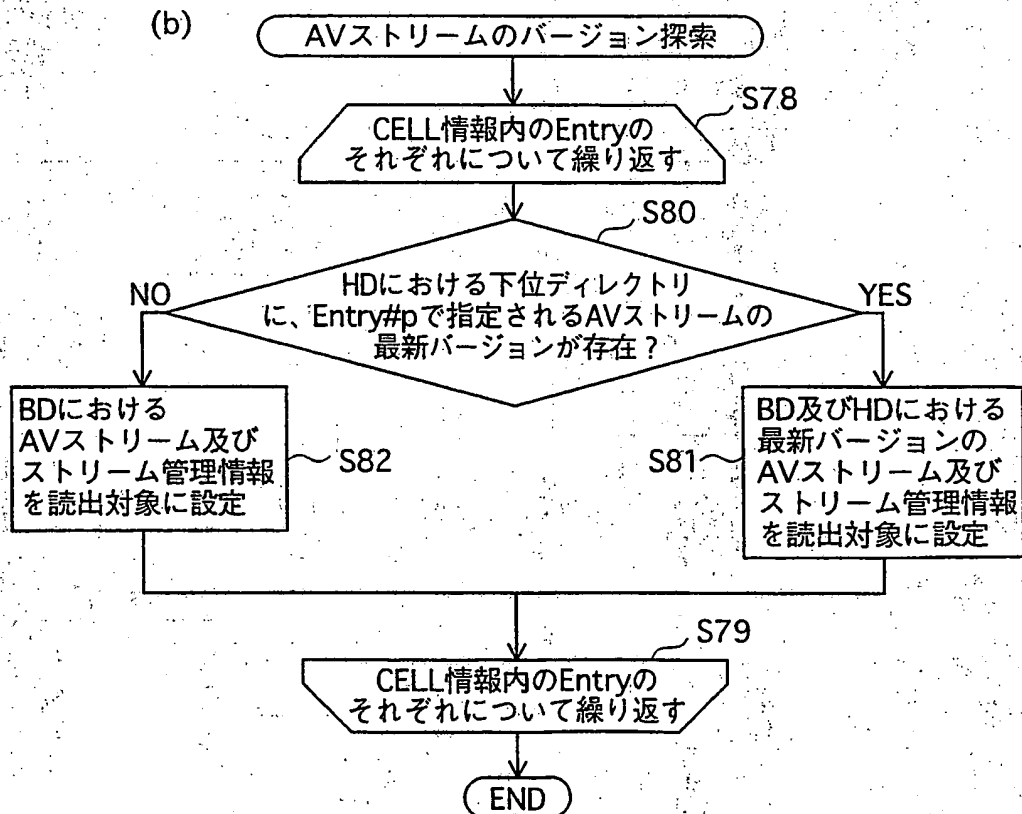 (b)
AVストリームのバージョン探索
S78
CELL情報内のEntryの
それぞれについて繰り返す
S80
HDにおける下位ディレクトリ
に、Entry#pで指定されるAVストリームの
最新バージョンが存在？
NO
YES
BDにおける
AVストリーム及び
ストリーム管理情報
を読出対象に設定
S82
S81
BD及びHDにおける
最新バージョンの
AVストリーム及び
ストリーム管理情報
を読出対象に設定
S79
CELL情報内のEntryの
それぞれについて繰り返す
END